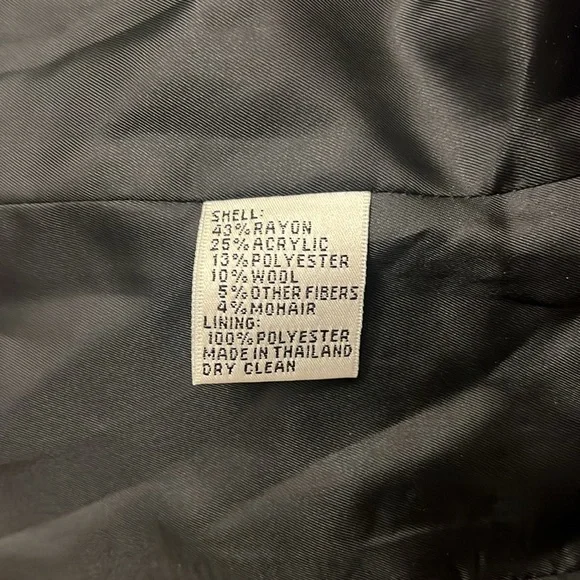 SHELL:
43% RAYON
25% ACRYLIC
13% POLYESTER
10% WOOL
5% OTHER FIBERS
4% MOHAIR
LINING:
100% POLYESTER
MADE IN THAILAND
DRY CLEAN